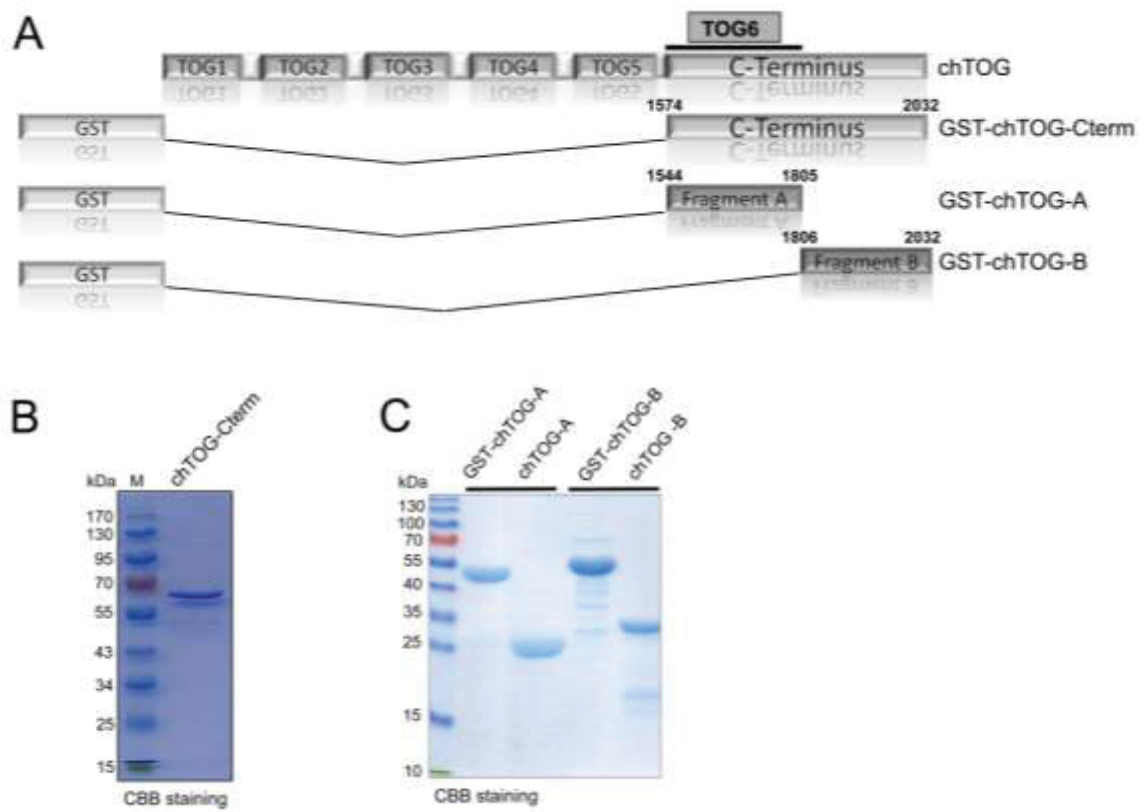 A
TOG6
TOG1 TOG2 TOG3 TOG4 TOG5 C-Terminus chTOG
1574 2032
GST C-Terminus GST-chTOG-Cterm
1544 1805
GST Fragment A GST-chTOG-A
1806 2032
GST Fragment B GST-chTOG-B
B
kDa M chTOG-Cterm
170
130
95
70
55
43
34
25
15
CBB staining
C
kDa GST-chTOG-A chTOG-A GST-chTOG-B chTOG -B
130
100
70
55
40
35
25
15
10
CBB staining